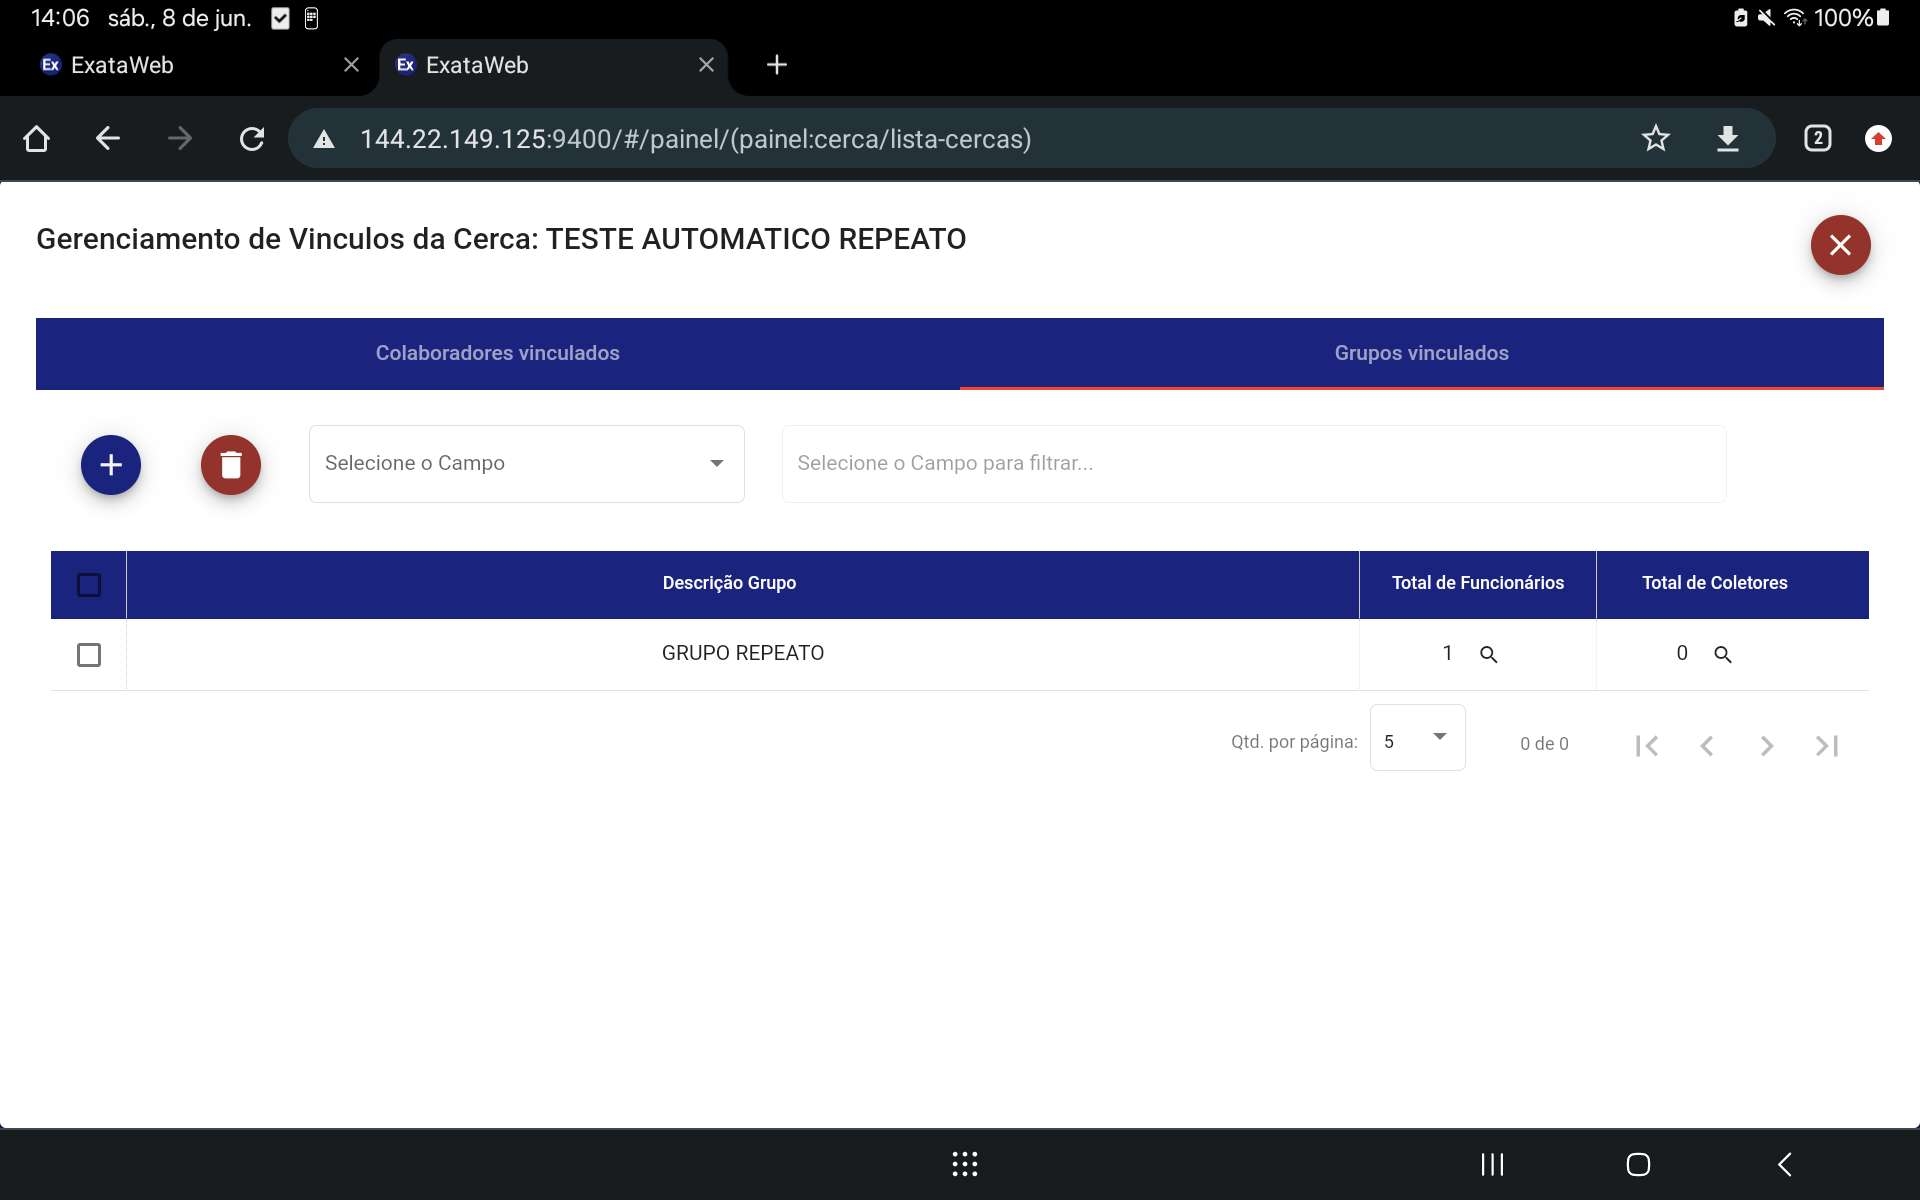 14:06 sáb., 8 de jun. 100%
Ex ExataWeb Ex ExataWeb
144.22.149.125:9400/#/painel/(painel:cerca/lista-cercas) 2
Gerenciamento de Vinculos da Cerca: TESTE AUTOMATICO REPEATO
Colaboradores vinculados Grupos vinculados
Selecione o Campo Selecione o Campo para filtrar...
Descrição Grupo Total de Funcionários Total de Coletores
GRUPO REPEATO 1 0
Qtd. por página: 5 0 de 0